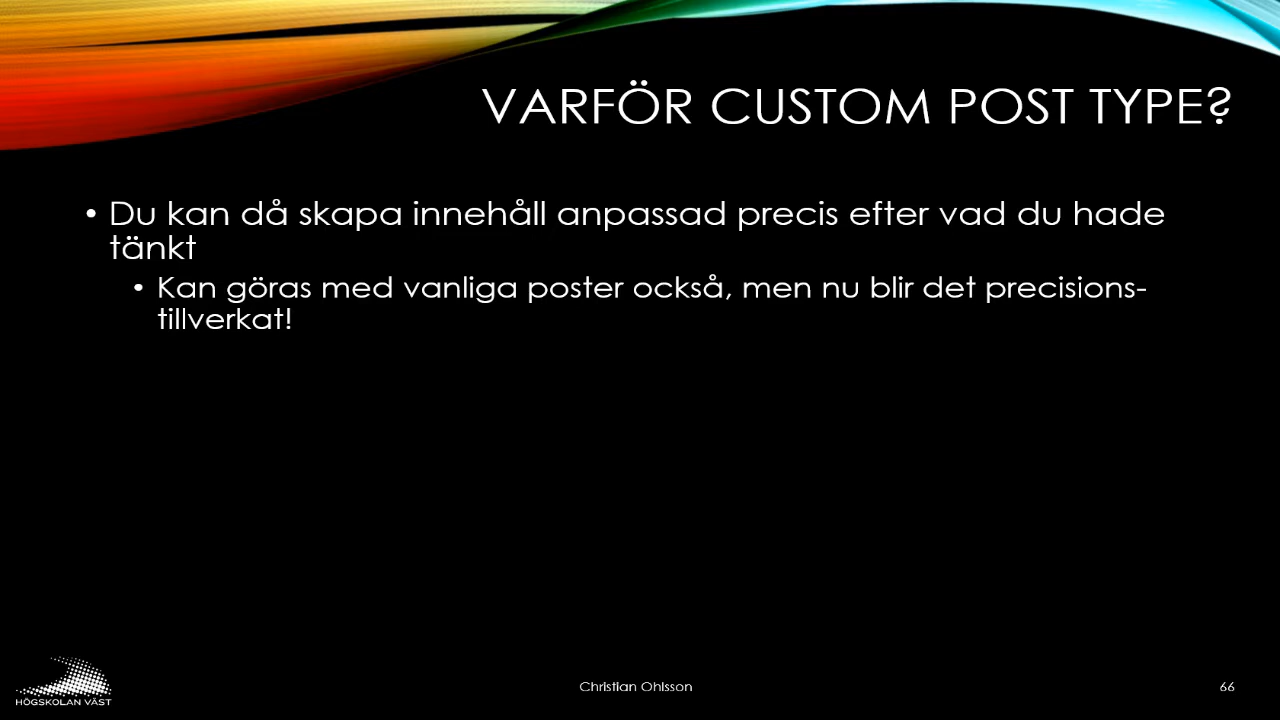 VARFÖR CUSTOM POST TYPE?
• Du kan då skapa innehåll anpassad precis efter vad du hade
tänkt
• Kan göras med vanliga poster också, men nu blir det precisions-
tillverkat!
HÖGSKOLAN VÄST
Christian Ohlsson
66